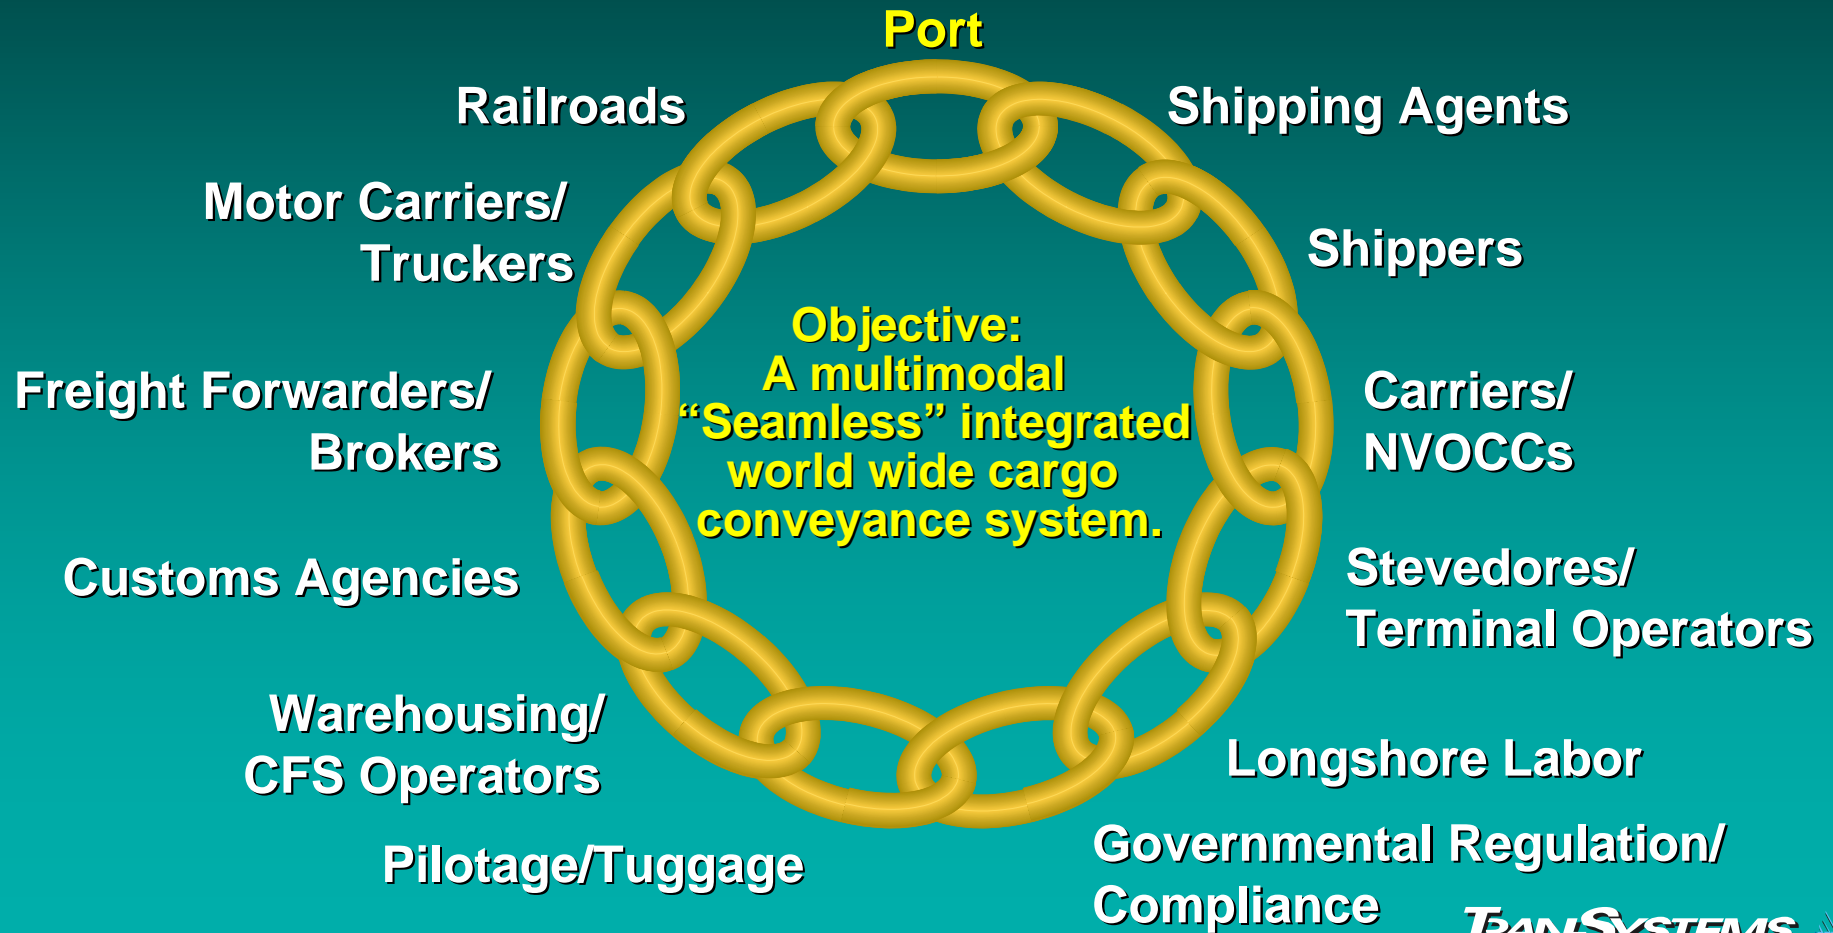 Port
Railroads
Shipping Agents
Motor Carriers/
Truckers
Shippers
Objective:
A multimodal
“Seamless” integrated
world wide cargo
conveyance system.
Freight Forwarders/
Brokers
Carriers/
NVOCCs
Customs Agencies
Stevedores/
Terminal Operators
Warehousing/
CFS Operators
Longshore Labor
Pilotage/Tuggage
Governmental Regulation/
Compliance
TRANSYSTEMS